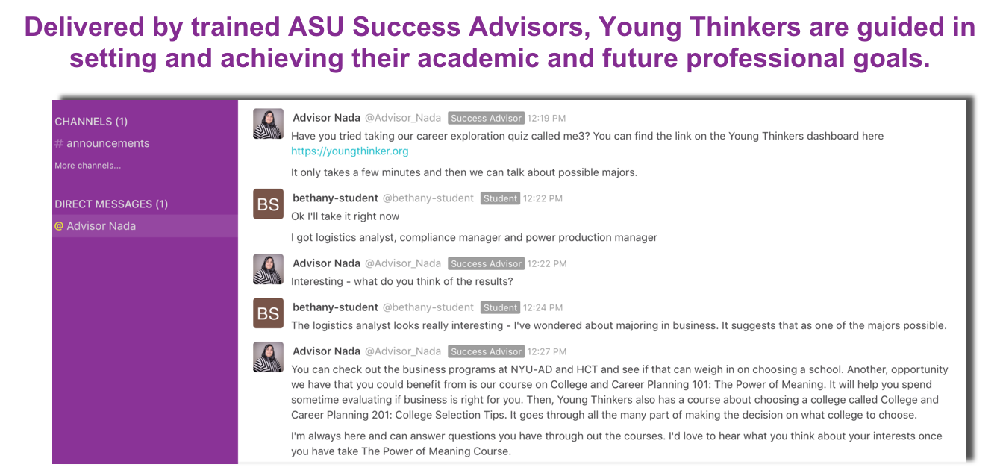 Delivered by trained ASU Success Advisors, Young Thinkers are guided in
setting and achieving their academic and future professional goals.
CHANNELS (1)
# announcements
More channels...
DIRECT MESSAGES (1)
@ Advisor Nada
Advisor Nada @Advisor_Nada Success Advisor 12:19 PM
Have you tried taking our career exploration quiz called me3? You can find the link on the Young Thinkers dashboard here
https://youngthinker.org
It only takes a few minutes and then we can talk about possible majors.
BS
bethany-student @bethany-student Student 12:22 PM
Ok I'll take it right now
I got logistics analyst, compliance manager and power production manager
Advisor Nada @Advisor_Nada Success Advisor 12:22 PM
Interesting - what do you think of the results?
BS
bethany-student @bethany-student Student 12:24 PM
The logistics analyst looks really interesting - I've wondered about majoring in business. It suggests that as one of the majors possible.
Advisor Nada @Advisor_Nada Success Advisor 12:27 PM
You can check out the business programs at NYU-AD and HCT and see if that can weigh in on choosing a school. Another, opportunity
we have that you could benefit from is our course on College and Career Planning 101: The Power of Meaning. It will help you spend
sometime evaluating if business is right for you. Then, Young Thinkers also has a course about choosing a college called College and
Career Planning 201: College Selection Tips. It goes through all the many part of making the decision on what college to choose.
I'm always here and can answer questions you have through out the courses. I'd love to hear what you think about your interests once
you have take The Power of Meaning Course.